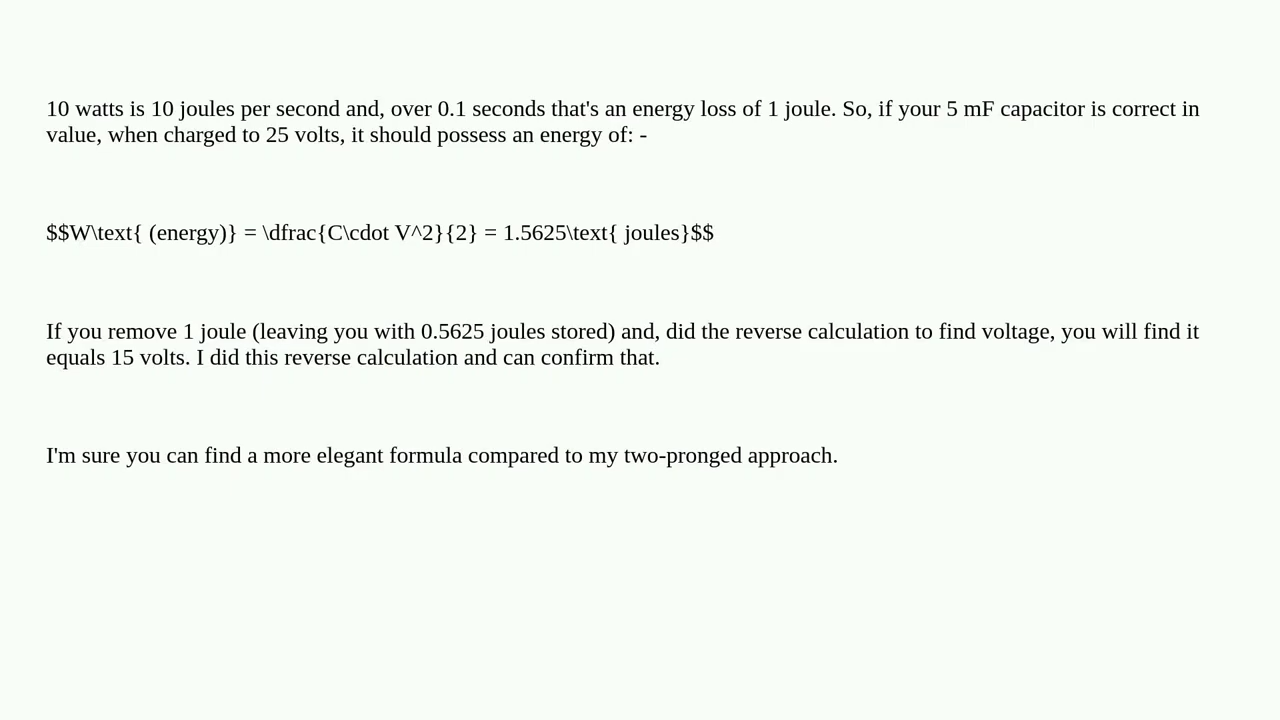 10 watts is 10 joules per second and, over 0.1 seconds that's an energy loss of 1 joule. So, if your 5 mF capacitor is correct in
value, when charged to 25 volts, it should possess an energy of: -
$$W\text{ (energy)} = \dfrac{C\cdot V^2}{2} = 1.5625\text{ joules}$$
If you remove 1 joule (leaving you with 0.5625 joules stored) and, did the reverse calculation to find voltage, you will find it
equals 15 volts. I did this reverse calculation and can confirm that.
I'm sure you can find a more elegant formula compared to my two-pronged approach.